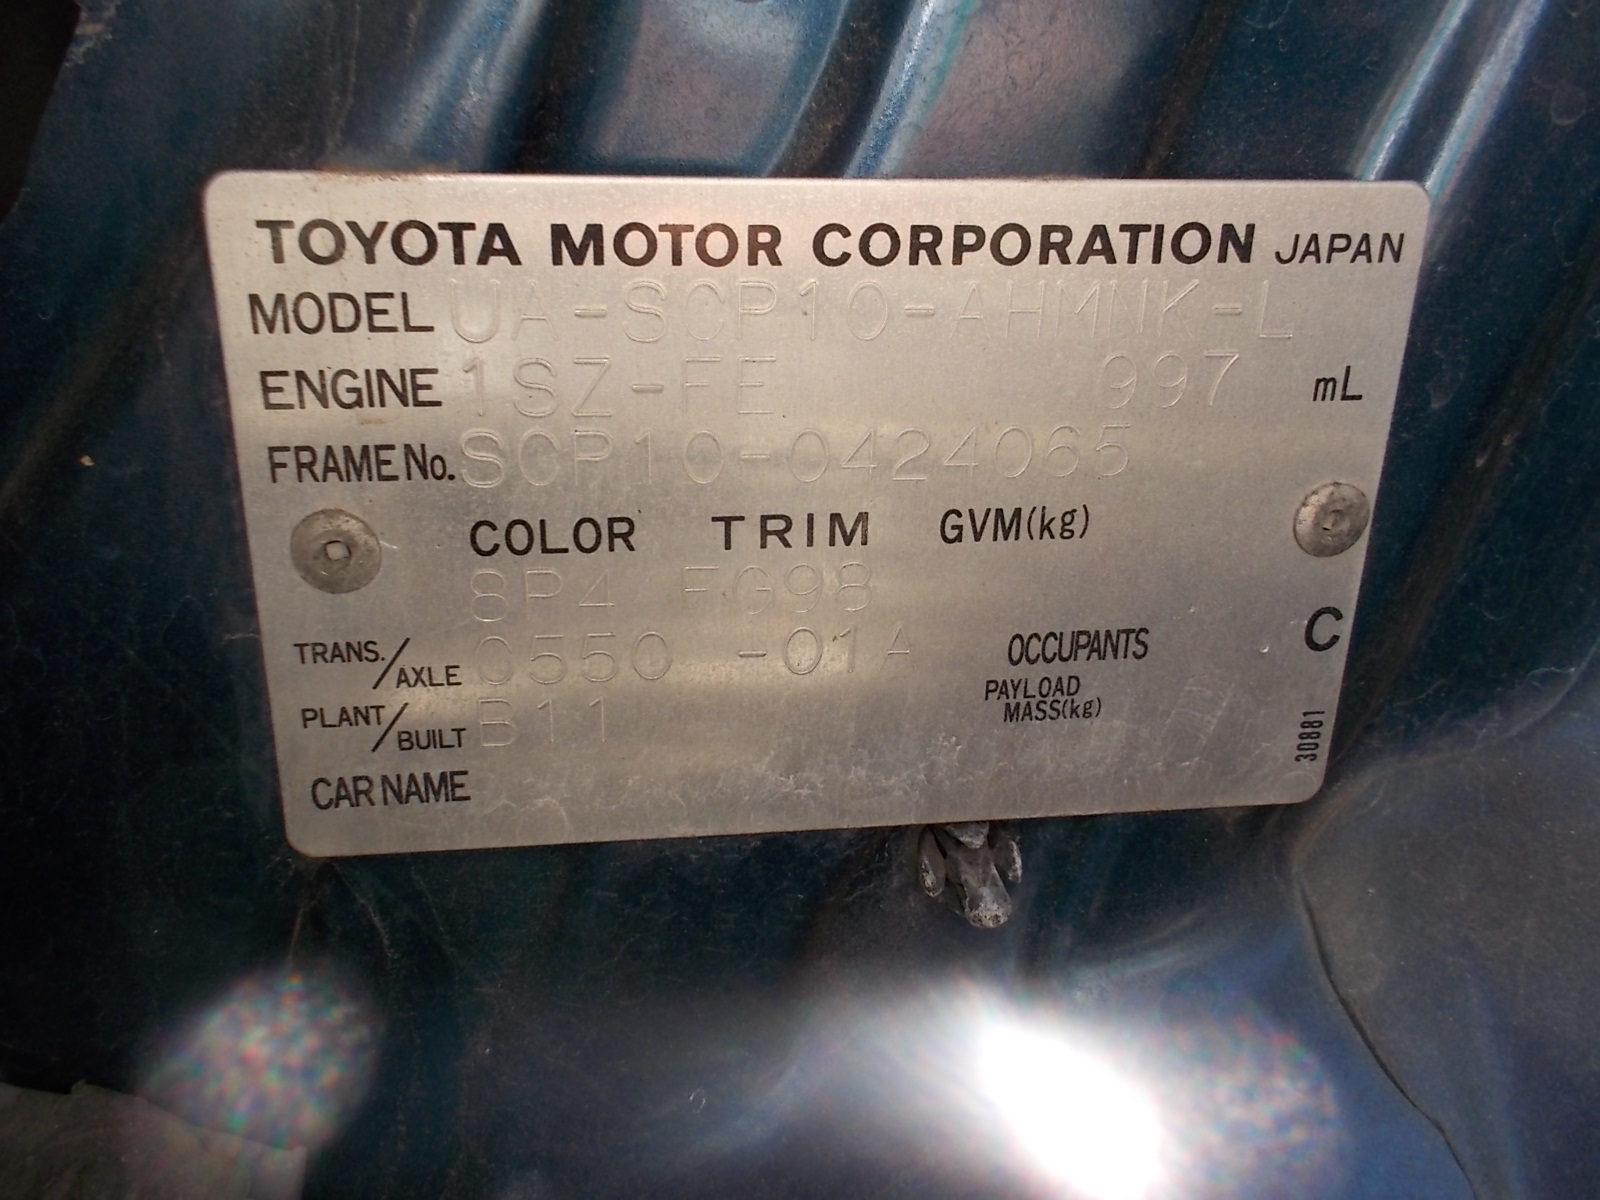 TOYOTA MOTOR CORPORATION JAPAN
MODEL UA-SCP10-AHMNK-L
ENGINE 1SZ-FE 997 mL
FRAME No. SCP10-0424065
COLOR TRIM GVM(kg)
8P4 FG98
TRANS./AXLE C550 -01A OCCUPANTS C
PAYLOAD MASS(kg)
PLANT/BUILT B11
CAR NAME
30881